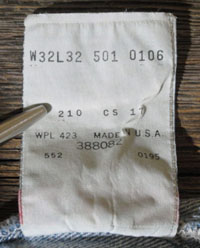 W32L32 501 0106
210 CS 17
WPL 423 MADE IN U.S.A
388082
552 0195